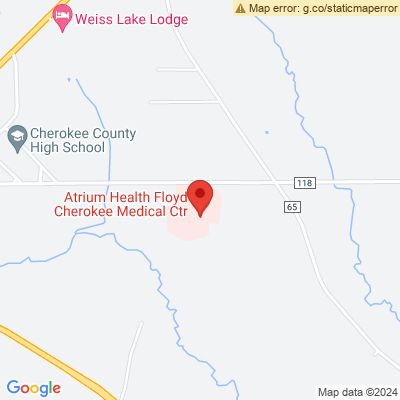 Map error: g.co/staticmaperror
Weiss Lake Lodge
Cherokee County
High School
118
Atrium Health Floyd
Cherokee Medical Ctr
65
Google
Map data ©2024